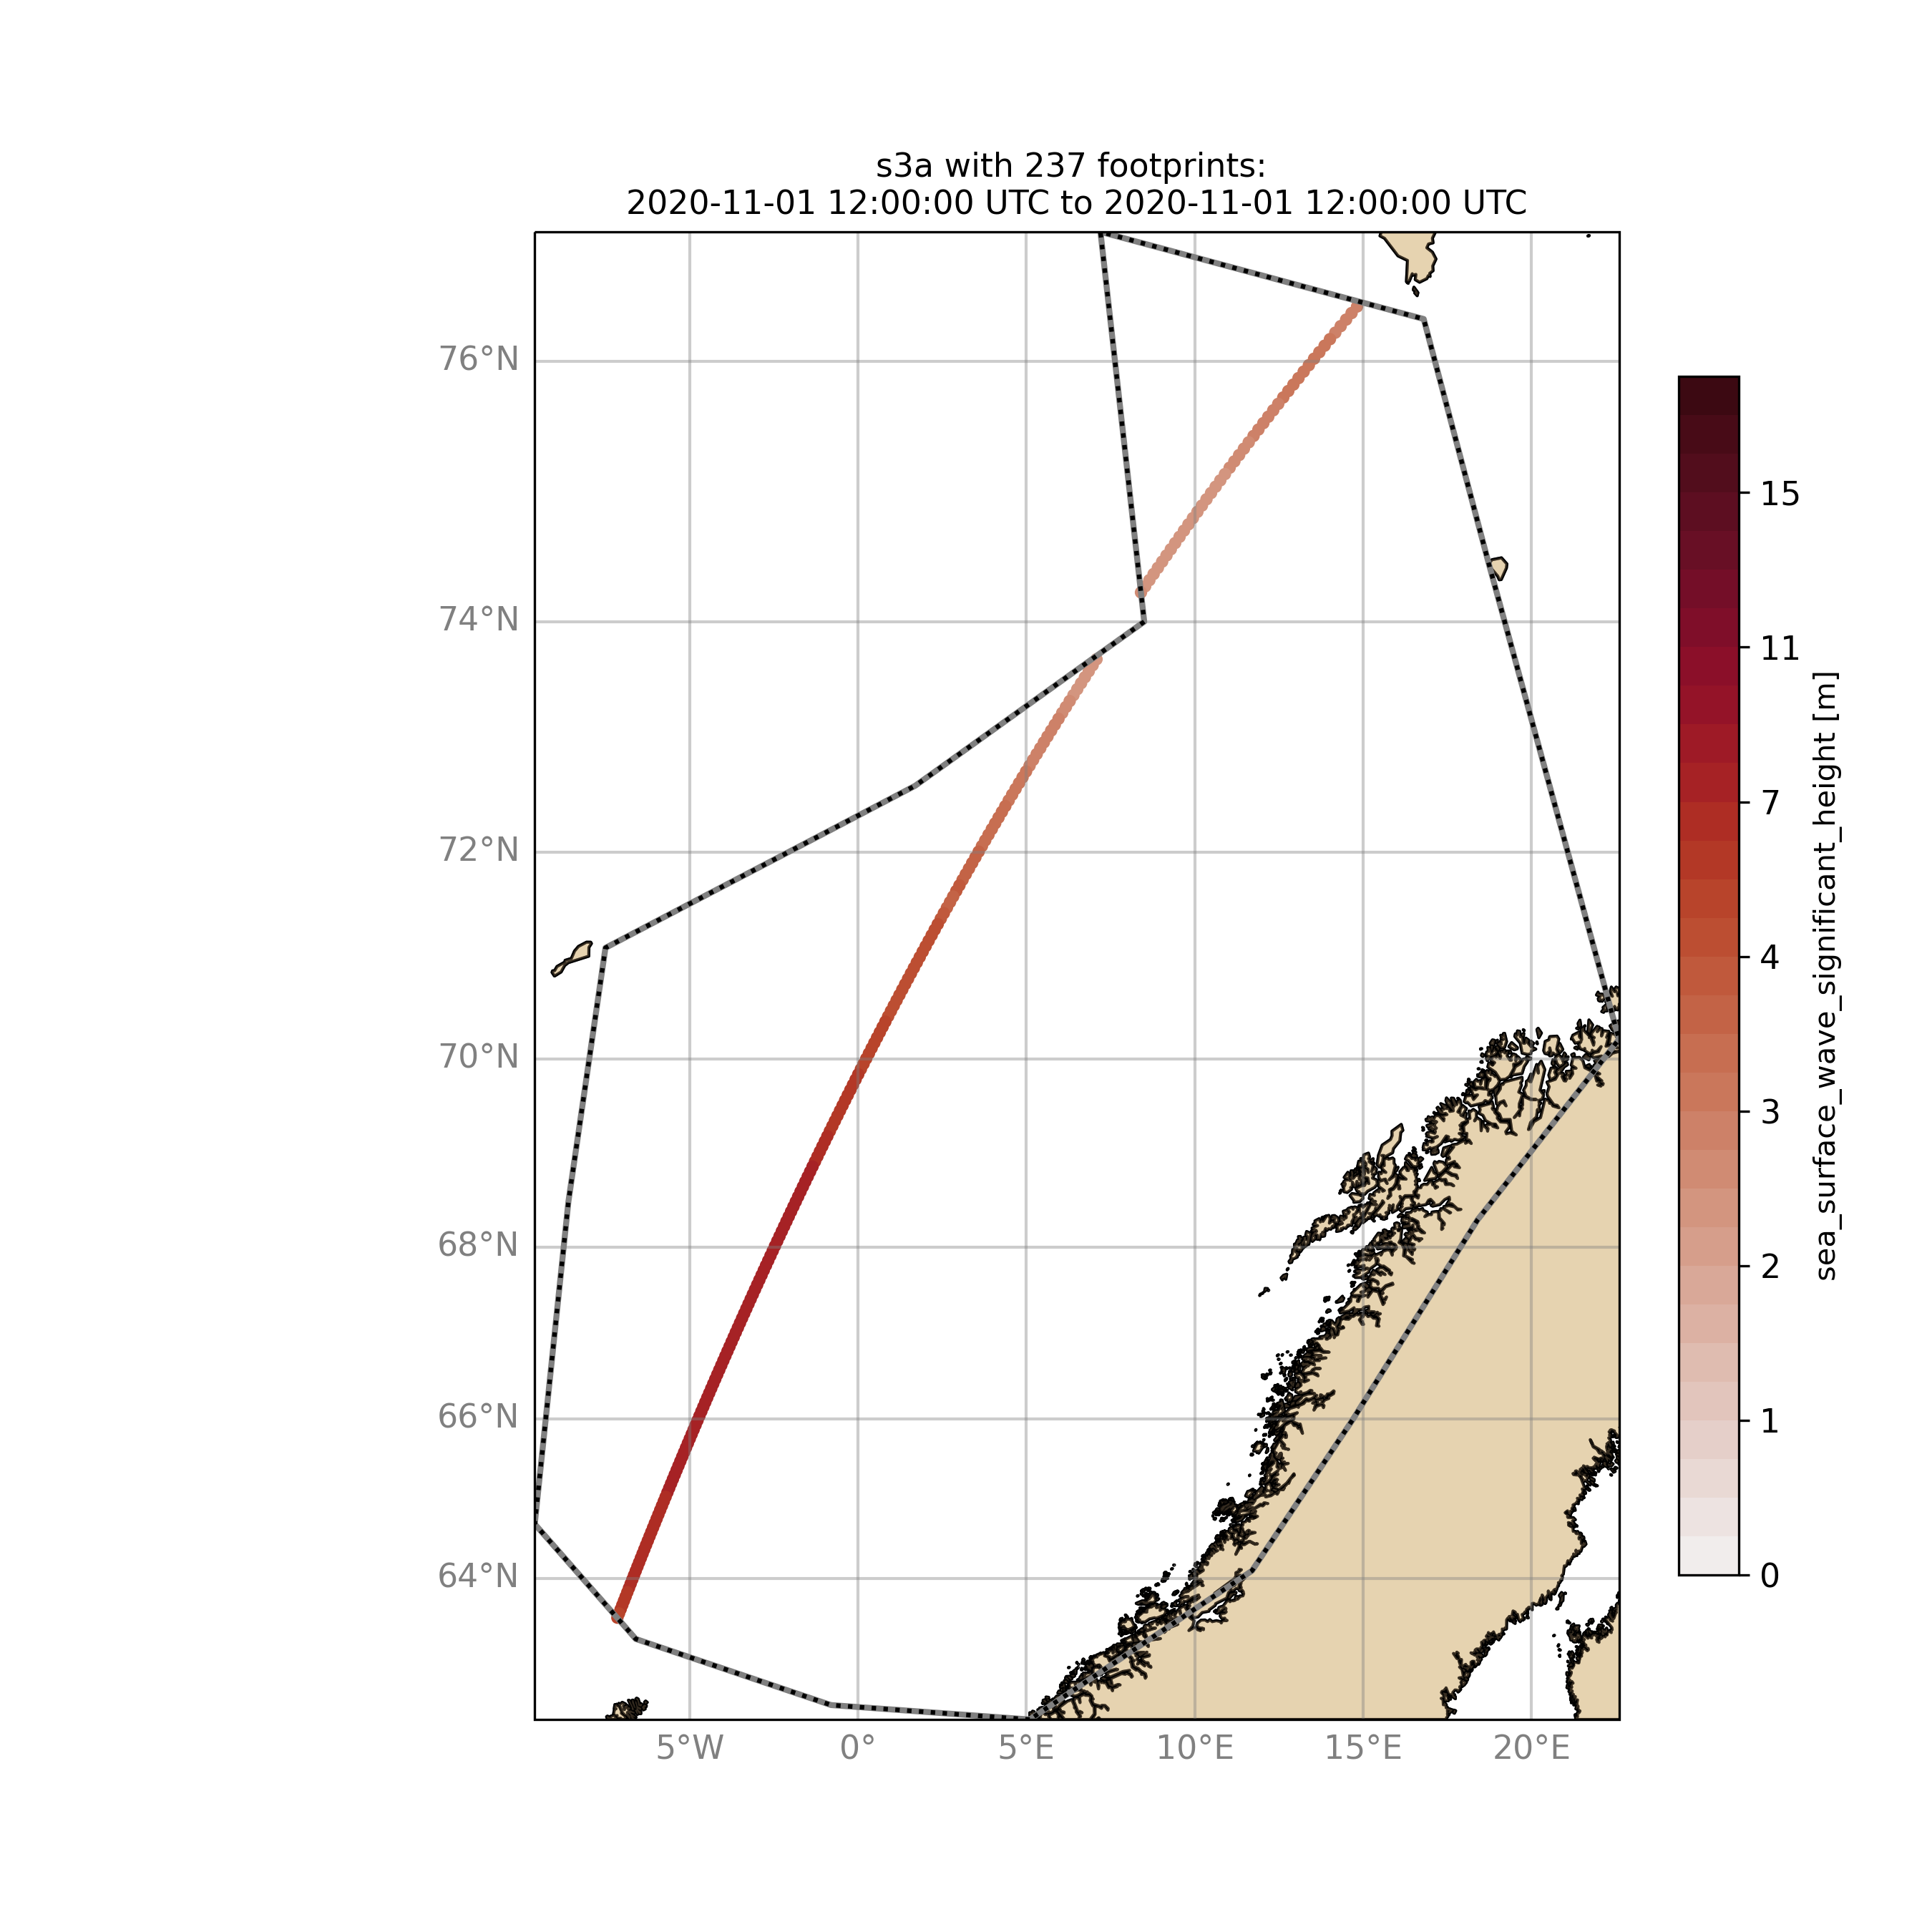 s3a with 237 footprints:
2020-11-01 12:00:00 UTC to 2020-11-01 12:00:00 UTC
76°N
74°N
72°N
70°N
68°N
66°N
64°N
5°W
0°
5°E
10°E
15°E
20°E
15
11
7
4
3
2
1
0
sea_surface_wave_significant_height [m]